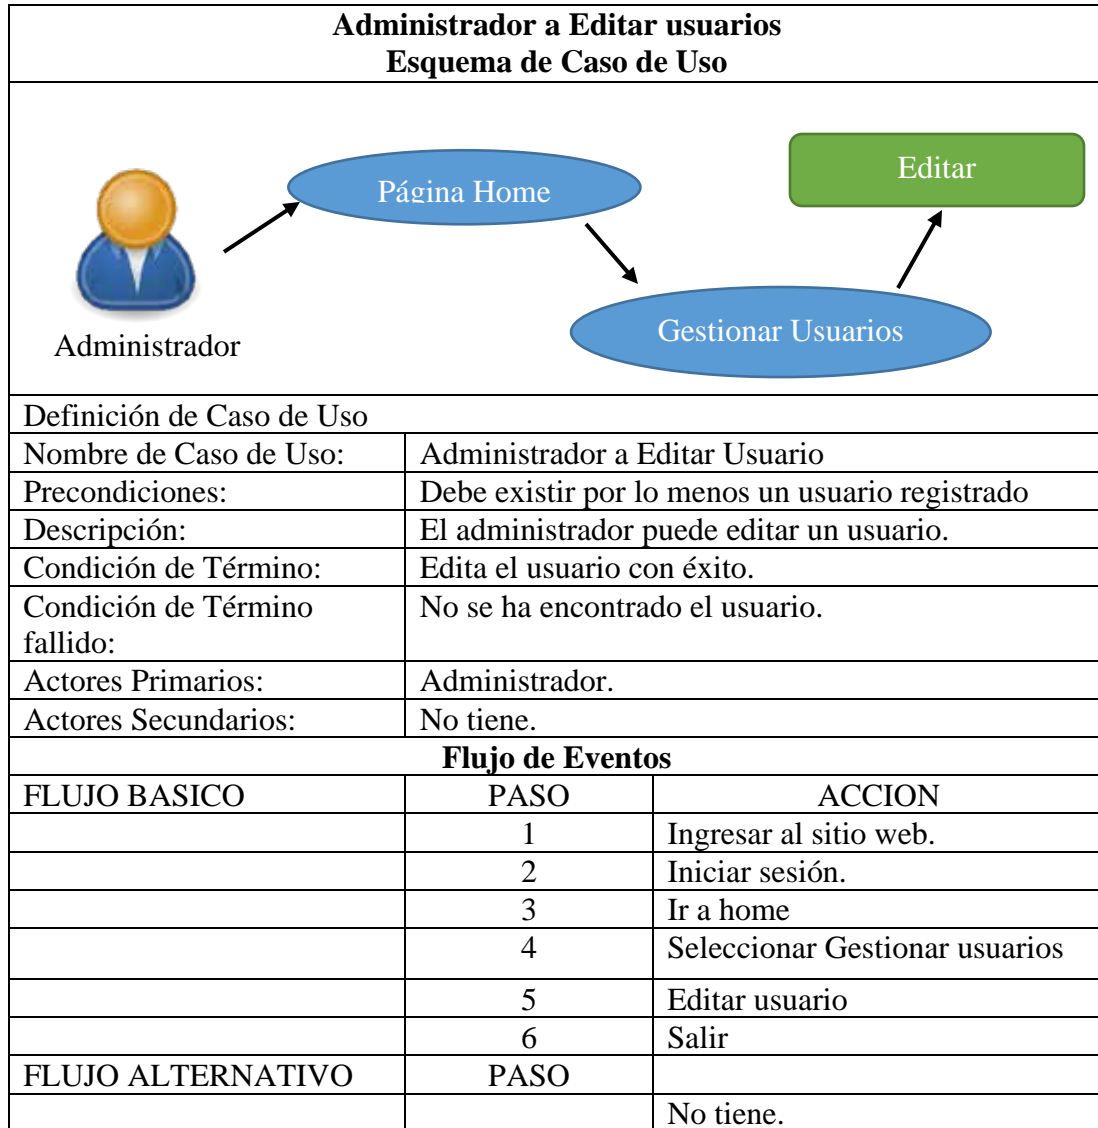 Administrador a Editar usuarios
Esquema de Caso de Uso
Editar
Página Home
Gestionar Usuarios
Administrador
Definición de Caso de Uso
Nombre de Caso de Uso: Administrador a Editar Usuario
Precondiciones: Debe existir por lo menos un usuario registrado
Descripción: El administrador puede editar un usuario.
Condición de Término: Edita el usuario con éxito.
Condición de Término No se ha encontrado el usuario.
fallido:
Actores Primarios: Administrador.
Actores Secundarios: No tiene.
Flujo de Eventos
FLUJO BASICO PASO ACCION
1 Ingresar al sitio web.
2 Iniciar sesión.
3 Ir a home
4 Seleccionar Gestionar usuarios
5 Editar usuario
6 Salir
FLUJO ALTERNATIVO PASO
No tiene.